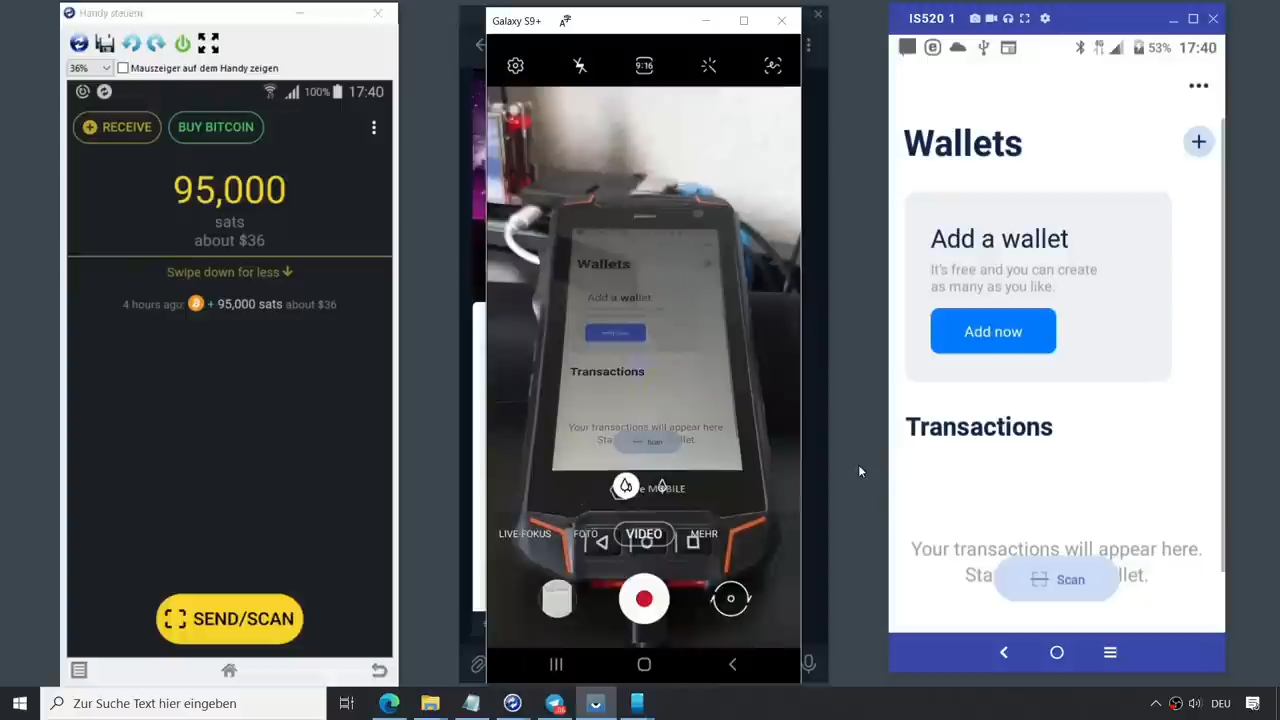 Handy steuern
36%
Mauszeiger auf dem Handy zeigen
100% 17:40
RECEIVE
BUY BITCOIN
95,000
sats
about $36
Swipe down for less
4 hours ago: + 95,000 sats about $36
SEND/SCAN
Galaxy S9+
9:16
Wallets
Add a wallet
Transactions
Your transactions will appear here
Scan
MOBILE
LIVE-FOKUS
FOTO
VIDEO
MEHR
IS520 1
53% 17:40
Wallets
Add a wallet
It's free and you can create
as many as you like.
Add now
Transactions
Your transactions will appear here.
Scan
Zur Suche Text hier eingeben
DEU